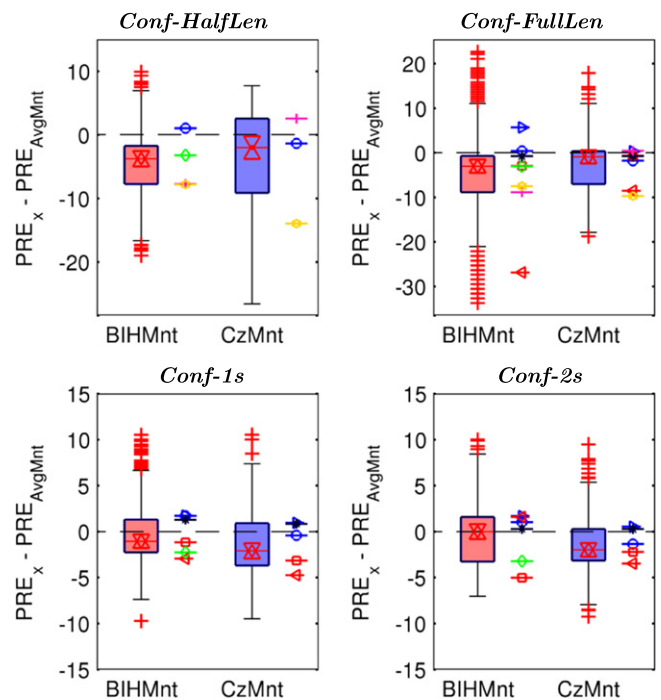 Conf-HalfLen
10
0
-10
-20
PREx - PREAvgMnt
BIHMnt CzMnt
Conf-FullLen
20
10
0
-10
-20
-30
PREx - PREAvgMnt
BIHMnt CzMnt
Conf-1s
15
10
5
0
-5
-10
-15
PREx - PREAvgMnt
BIHMnt CzMnt
Conf-2s
15
10
5
0
-5
-10
-15
PREx - PREAvgMnt
BIHMnt CzMnt